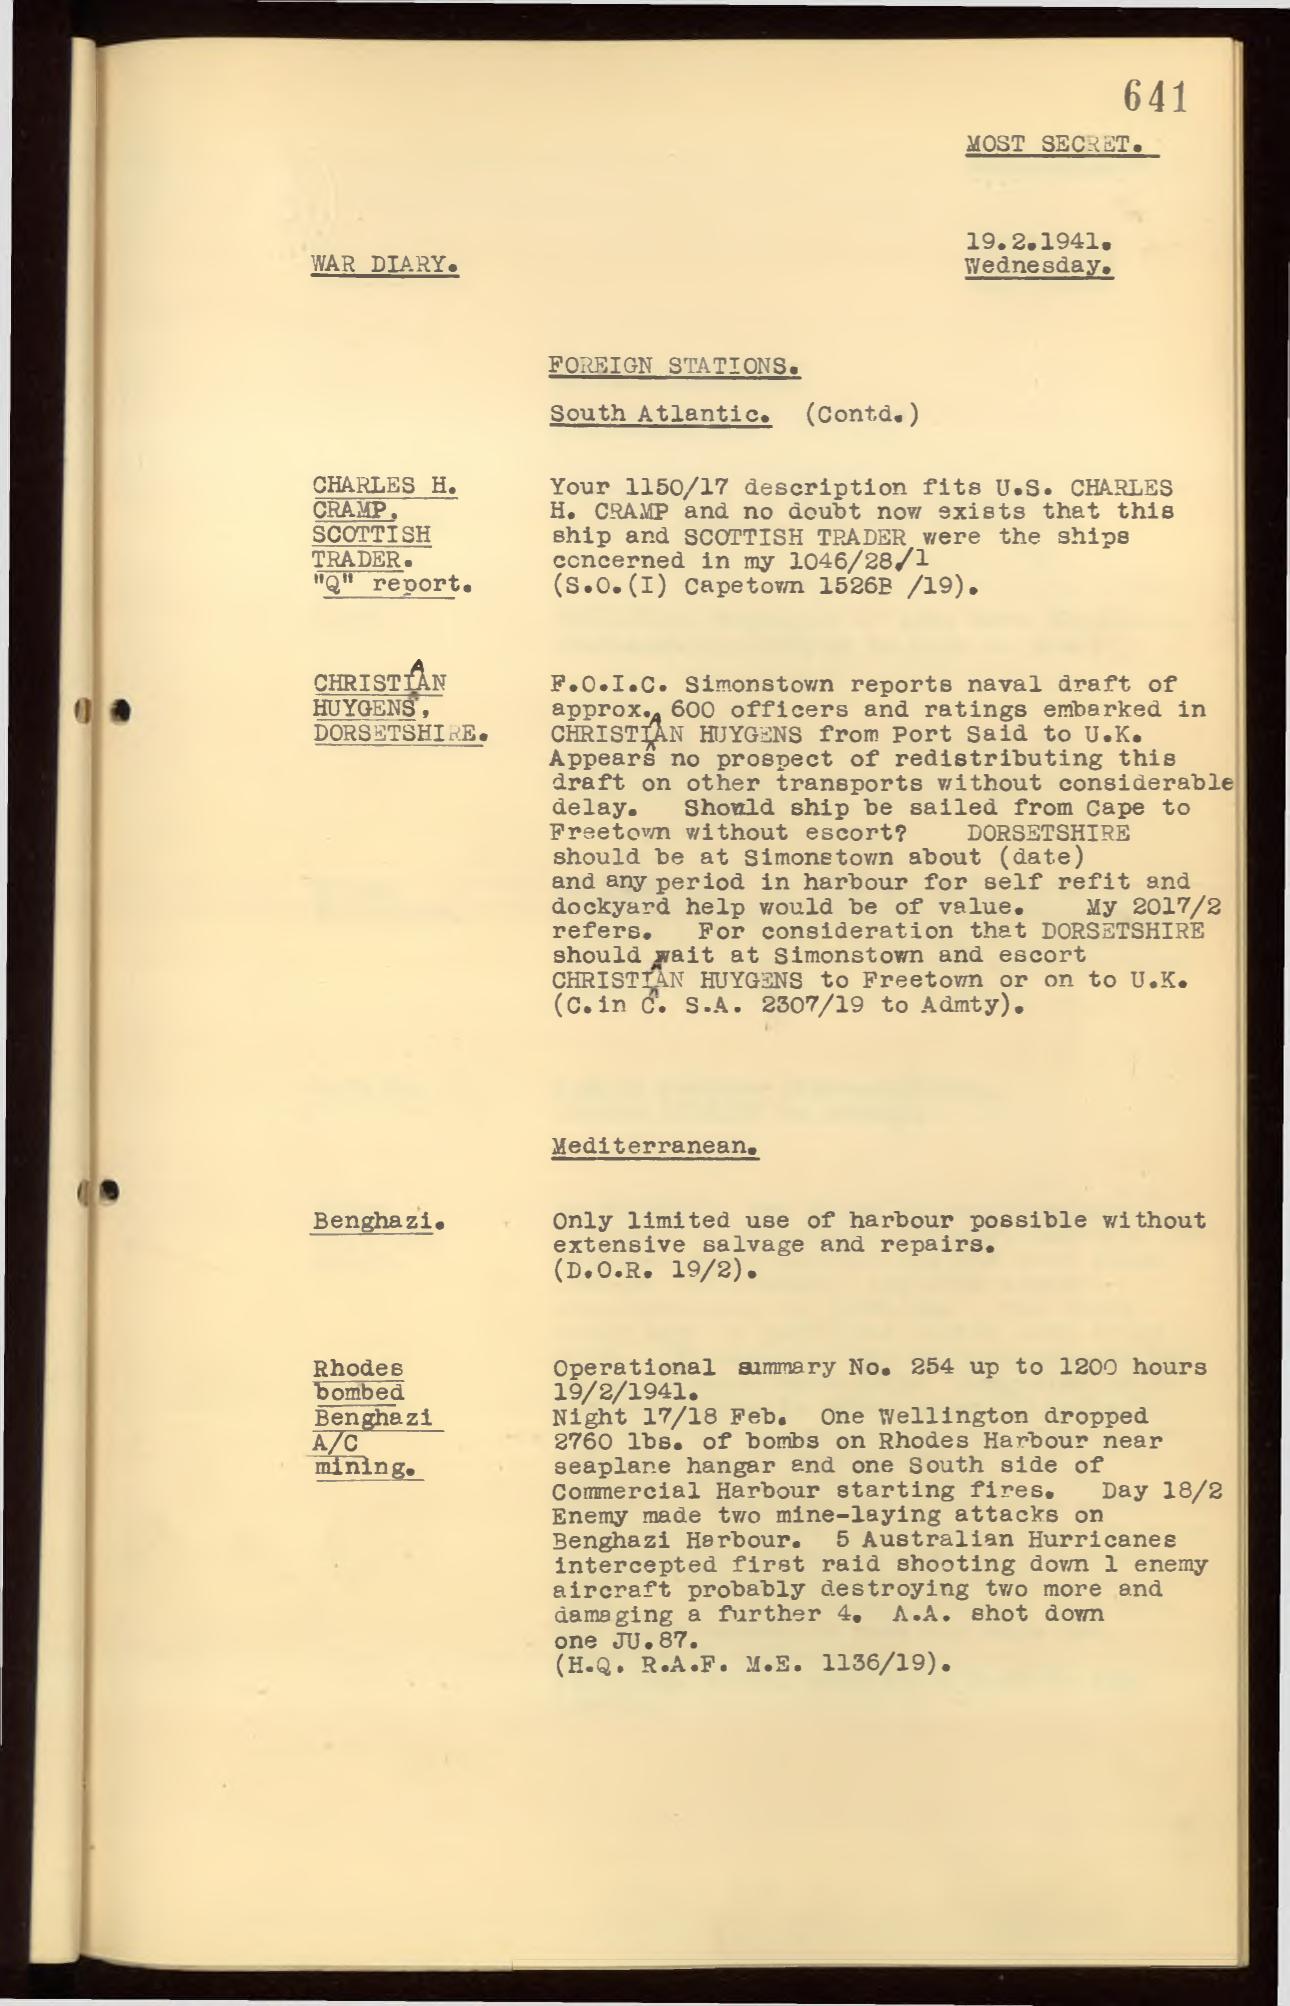 641
MOST SECRET.
19.2.1941.
WAR DIARY.
Wednesday.
FOREIGN STATIONS.
South Atlantic. (Contd.)
CHARLES H.
CRAMP.
SCOTTISH
TRADER.
"Q" report.
Your 1150/17 description fits U.S. CHARLES
H. CRAMP and no doubt now exists that this
ship and SCOTTISH TRADER were the ships
concerned in my 1046/28/1
(S.O.(I) Capetown 1526B /19).
CHRISTIAAN
HUYGENS,
DORSETSHIRE.
F.O.I.C. Simonstown reports naval draft of
approx. 600 officers and ratings embarked in
CHRISTIAAN HUYGENS from Port Said to U.K.
Appears no prospect of redistributing this
draft on other transports without considerable
delay. Should ship be sailed from Cape to
Freetown without escort? DORSETSHIRE
should be at Simonstown about (date)
and any period in harbour for self refit and
dockyard help would be of value. My 2017/2
refers. For consideration that DORSETSHIRE
should wait at Simonstown and escort
CHRISTIAAN HUYGENS to Freetown or on to U.K.
(C.in C. S.A. 2307/19 to Admty).
Mediterranean.
Benghazi.
Only limited use of harbour possible without
extensive salvage and repairs.
(D.O.R. 19/2).
Rhodes
bombed
Benghazi
A/C
mining.
Operational summary No. 254 up to 1200 hours
19/2/1941.
Night 17/18 Feb. One Wellington dropped
2760 lbs. of bombs on Rhodes Harbour near
seaplane hangar and one South side of
Commercial Harbour starting fires. Day 18/2
Enemy made two mine-laying attacks on
Benghazi Harbour. 5 Australian Hurricanes
intercepted first raid shooting down 1 enemy
aircraft probably destroying two more and
damaging a further 4. A.A. shot down
one JU.87.
(H.Q. R.A.F. M.E. 1136/19).